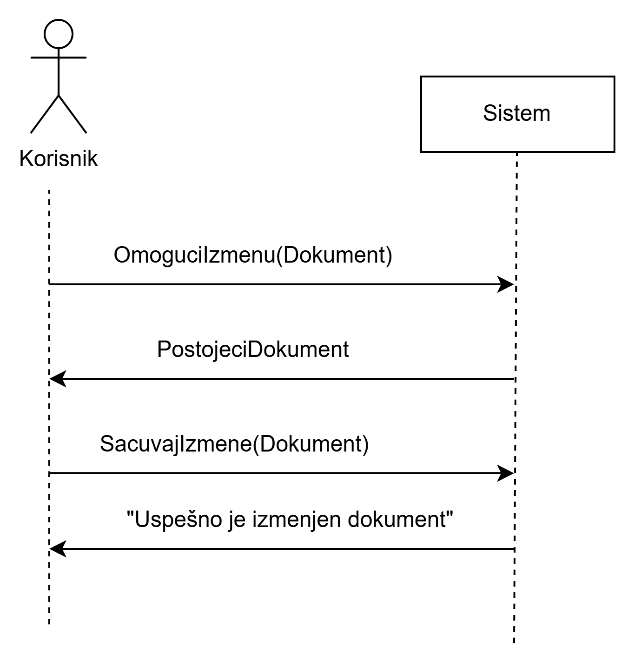 Sistem
Korisnik
OmoguciIzmenu(Dokument)
PostojeciDokument
SacuvajIzmene(Dokument)
"Uspešno je izmenjen dokument"